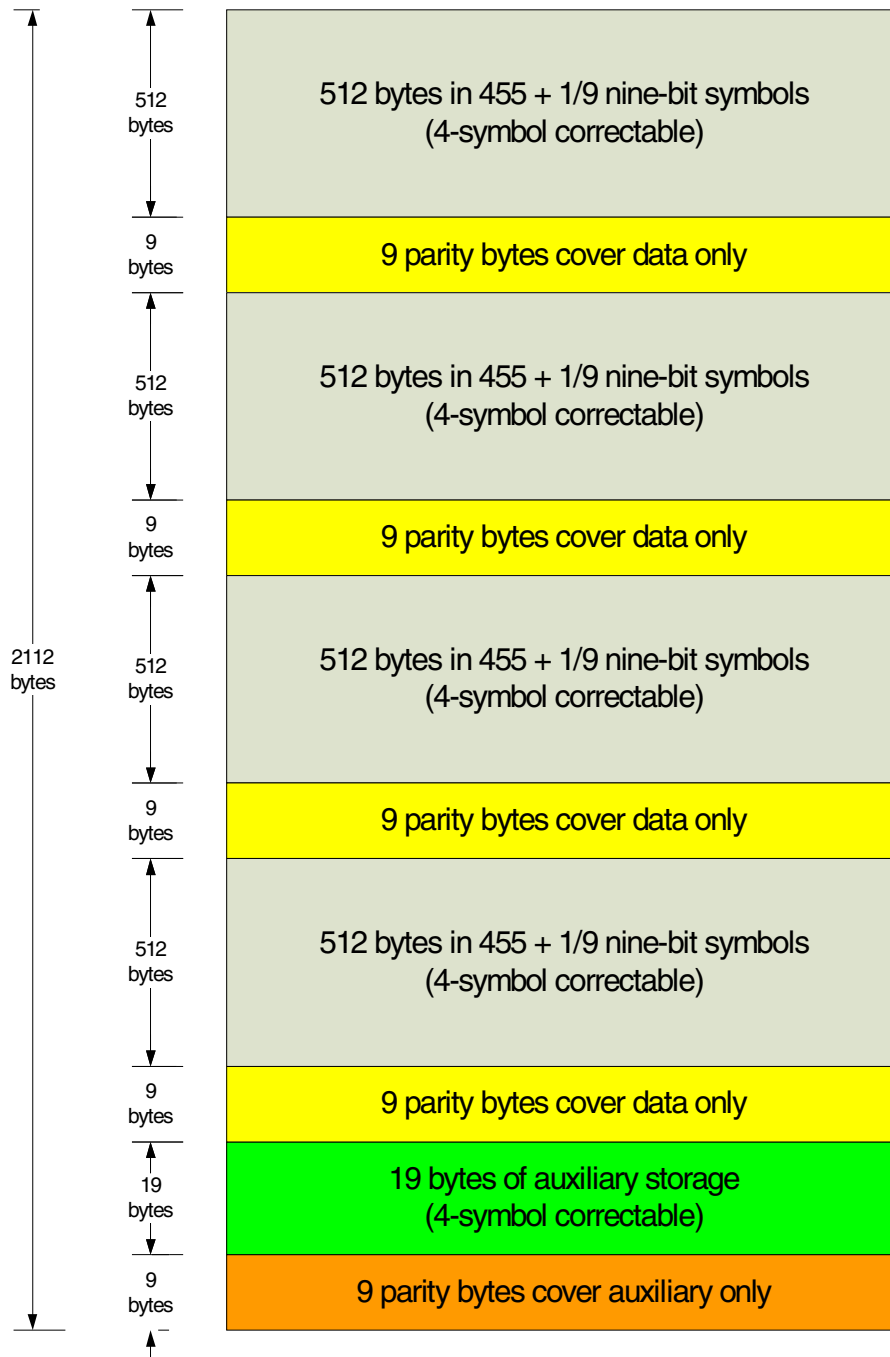 512
bytes
512 bytes in 455 + 1/9 nine-bit symbols
(4-symbol correctable)
9
bytes
9 parity bytes cover data only
512
bytes
512 bytes in 455 + 1/9 nine-bit symbols
(4-symbol correctable)
9
bytes
9 parity bytes cover data only
2112
bytes
512
bytes
512 bytes in 455 + 1/9 nine-bit symbols
(4-symbol correctable)
9
bytes
9 parity bytes cover data only
512
bytes
512 bytes in 455 + 1/9 nine-bit symbols
(4-symbol correctable)
9
bytes
9 parity bytes cover data only
19
bytes
19 bytes of auxiliary storage
(4-symbol correctable)
9
bytes
9 parity bytes cover auxiliary only